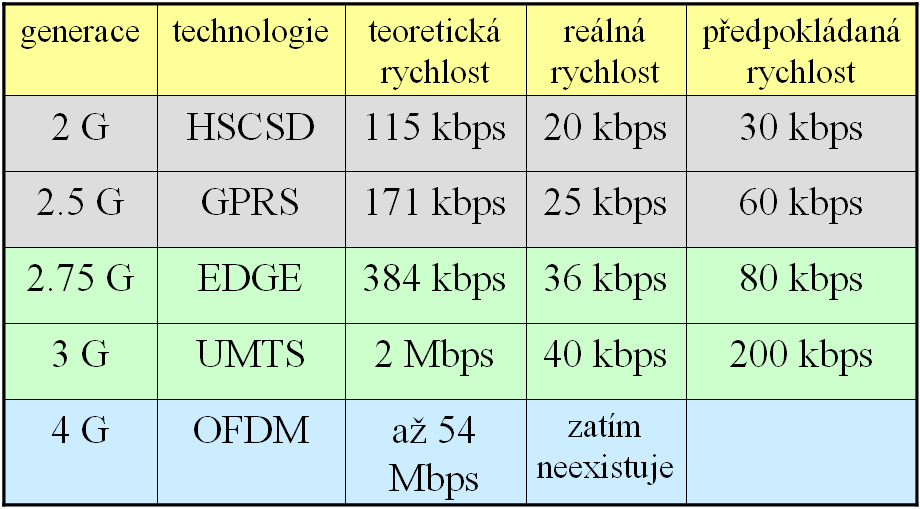 generace technologie teoretická rychlost reálná rychlost předpokládaná rychlost
2 G HSCSD 115 kbps 20 kbps 30 kbps
2.5 G GPRS 171 kbps 25 kbps 60 kbps
2.75 G EDGE 384 kbps 36 kbps 80 kbps
3 G UMTS 2 Mbps 40 kbps 200 kbps
4 G OFDM až 54 Mbps zatím neexistuje